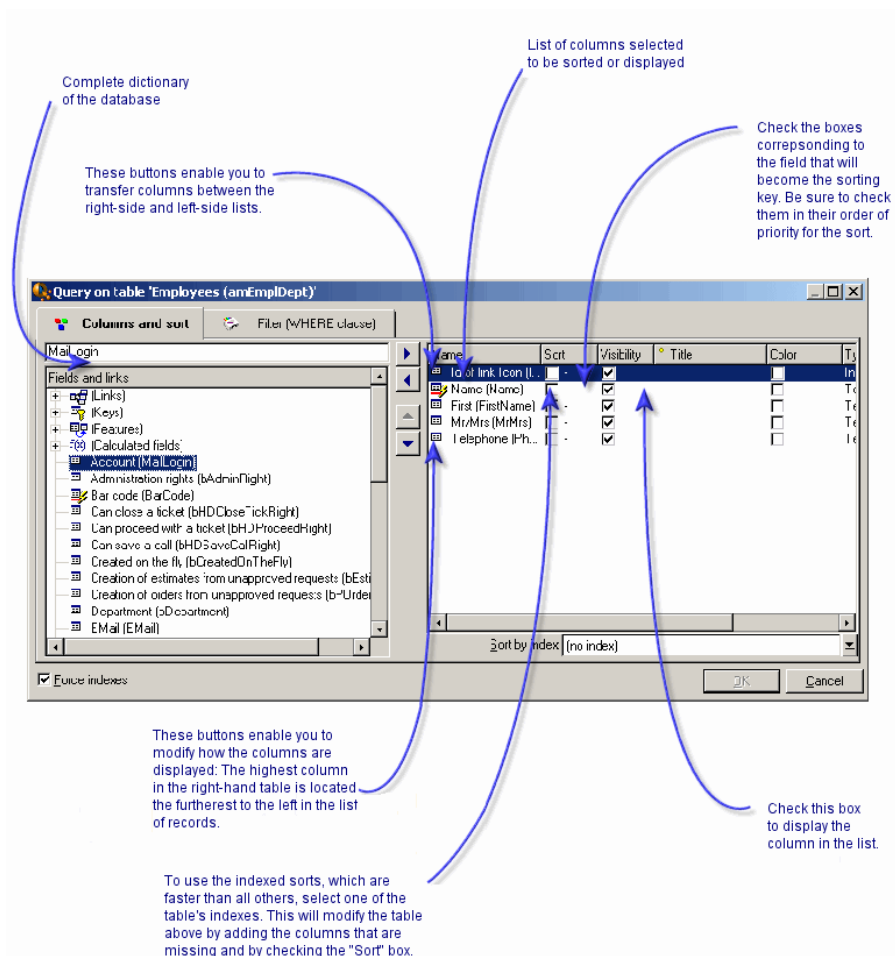 List of columns selected
to be sorted or displayed
Complete dictionary
of the database
Check the boxes
correpsonding to
the field that will
become the sorting
key. Be sure to check
them in their order of
priority for the sort.
These buttons enable you to
transfer columns between the
right-side and left-side lists.
Query on table 'Employees (amEmplDept)'
Columns and sort
Filter (WHERE clause)
MailLogin
Name Sort Visibility Title Color
Fields and links
(Links)
(Keys)
(Features)
(Calculated fields)
Account (MailLogin)
Administration rights (bAdminRight)
Bar code (BarCode)
Can close a ticket (bHDCloseTickRight)
Can proceed with a ticket (bHDProceedRight)
Can save a call (bHDSaveCallRight)
Created on the fly (bCreatedOnTheFly)
Creation of estimates from unapproved requests (bEsti
Creation of orders from unapproved requests (bPOrder
Department (bDepartment)
EMail (EMail)
Id of link Icon (l...
Name (Name)
First (FirstName)
Mr/Mrs (MrMrs)
Telephone (Ph...
Sort by index (no index)
Force indexes
OK
Cancel
These buttons enable you to
modify how the columns are
displayed: The highest column
in the right-hand table is located
the furtherest to the left in the list
of records.
Check this box
to display the
column in the list.
To use the indexed sorts, which are
faster than all others, select one of the
table's indexes. This will modify the table
above by adding the columns that are
missing and by checking the "Sort" box.